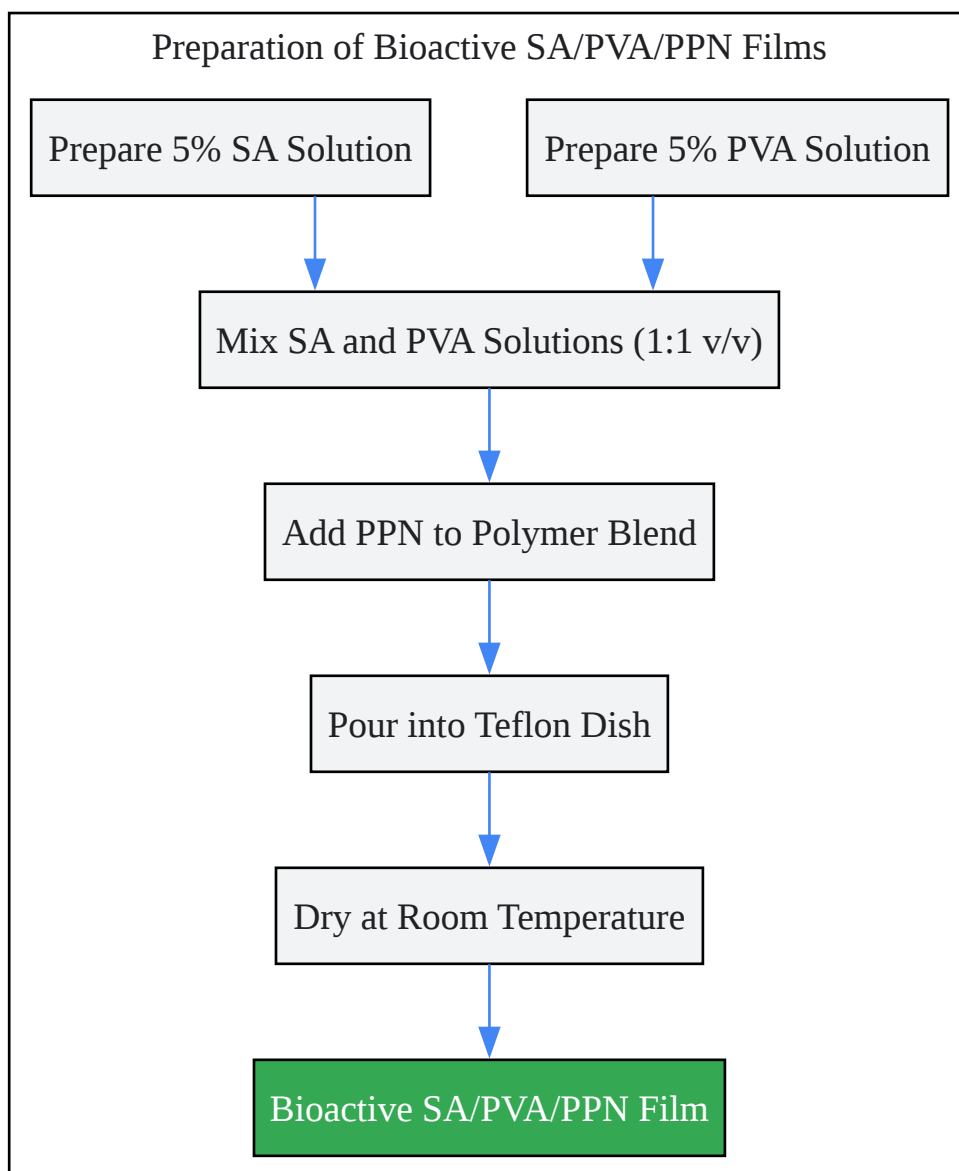 Preparation of Bioactive SA/PVA/PPN Films
Prepare 5% SA Solution
Prepare 5% PVA Solution
Mix SA and PVA Solutions (1:1 v/v)
Add PPN to Polymer Blend
Pour into Teflon Dish
Dry at Room Temperature
Bioactive SA/PVA/PPN Film